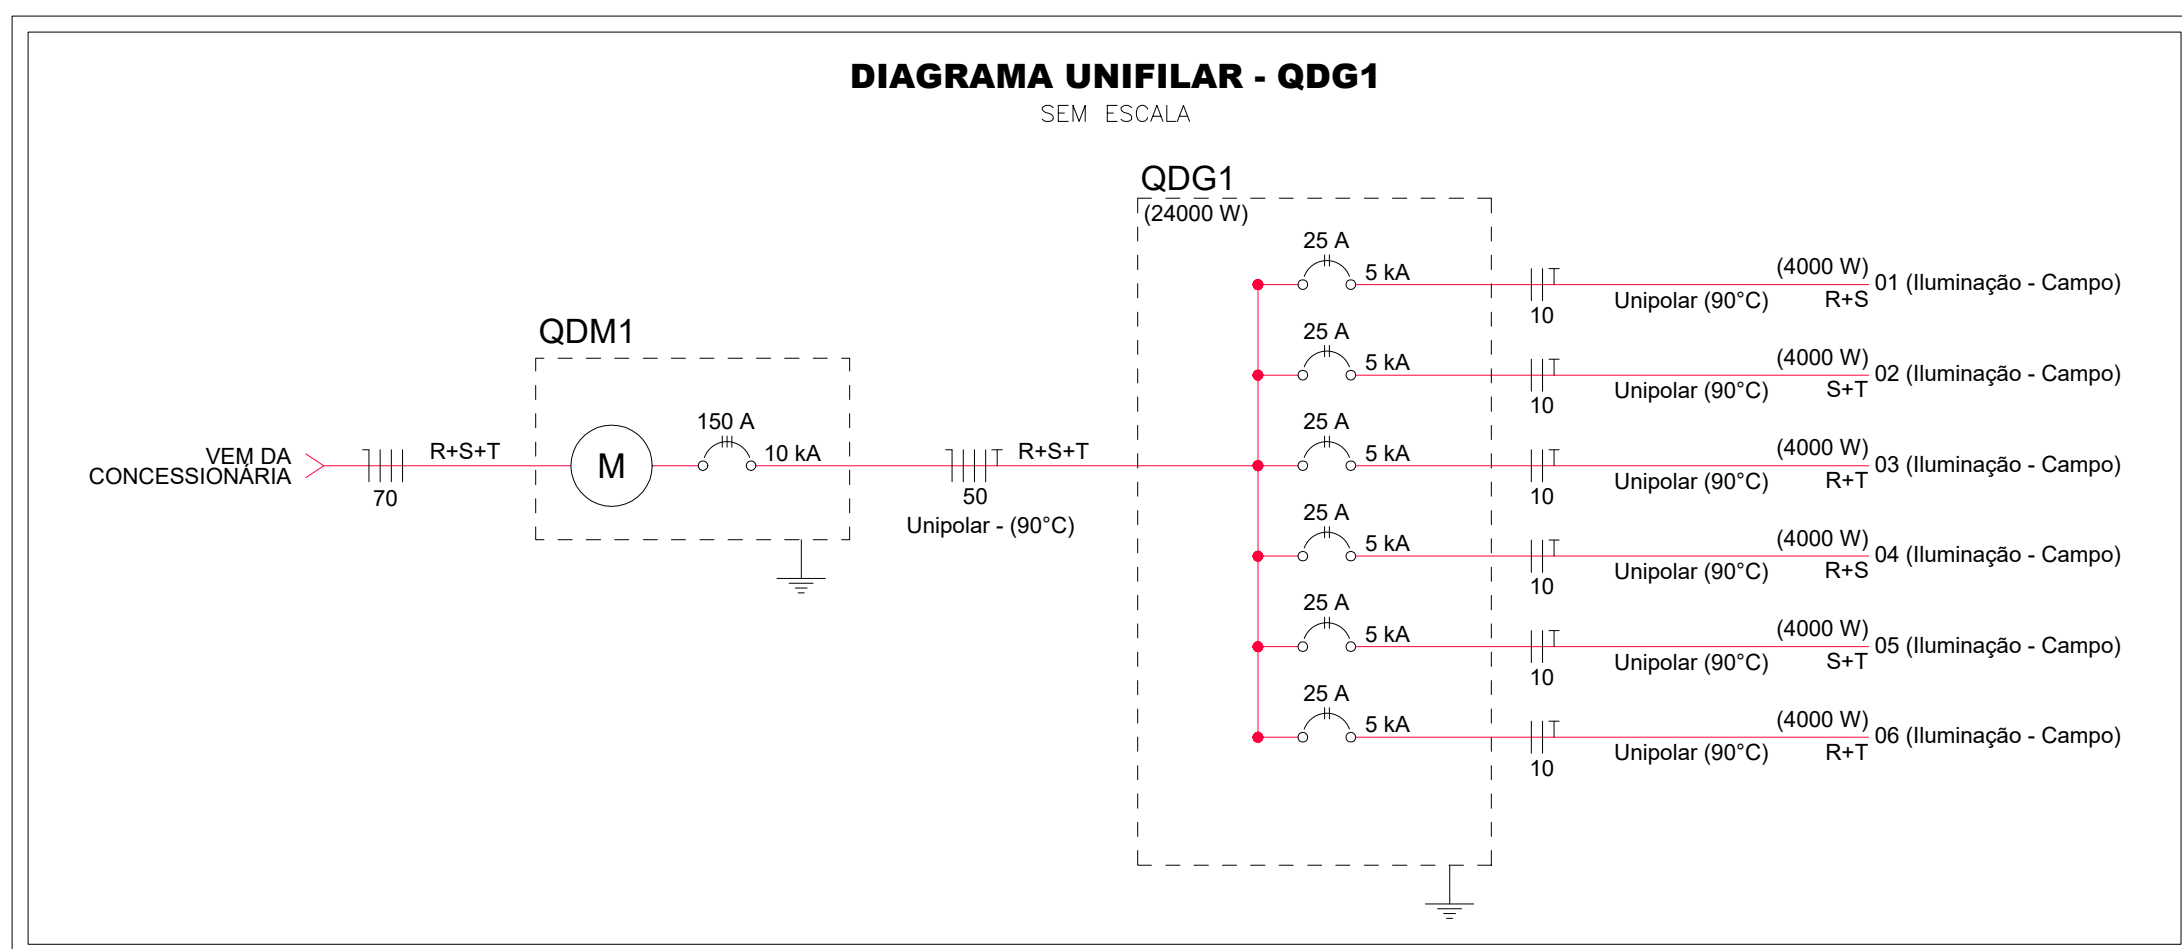 DIAGRAMA UNIFILAR - QDG1
SEM ESCALA
QDG1
(24000 W)
25 A
5 kA
10
Unipolar (90°C)
(4000 W)
R+S
01 (Iluminação - Campo)
25 A
5 kA
10
Unipolar (90°C)
(4000 W)
S+T
02 (Iluminação - Campo)
QDM1
VEM DA
CONCESSIONÁRIA
70
R+S+T
M
150 A
10 kA
50
Unipolar - (90°C)
R+S+T
25 A
5 kA
10
Unipolar (90°C)
(4000 W)
R+T
03 (Iluminação - Campo)
25 A
5 kA
10
Unipolar (90°C)
(4000 W)
R+S
04 (Iluminação - Campo)
25 A
5 kA
10
Unipolar (90°C)
(4000 W)
S+T
05 (Iluminação - Campo)
25 A
5 kA
10
Unipolar (90°C)
(4000 W)
R+T
06 (Iluminação - Campo)